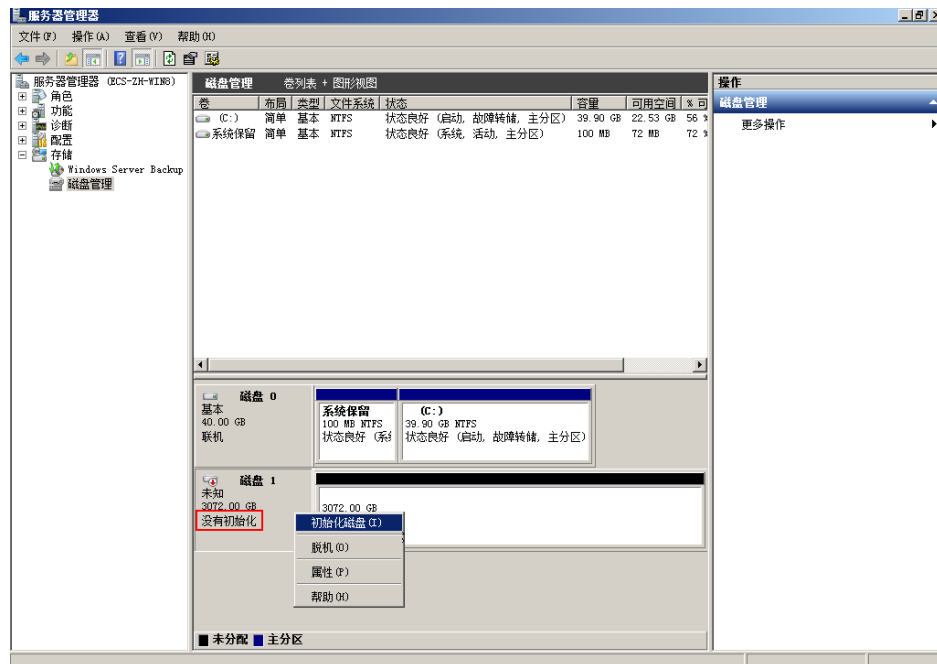 服务器管理器
文件(F) 操作(A) 查看(V) 帮助(H)
服务器管理器 (ECS-ZH-WIN8)
角色
功能
诊断
配置
存储
Windows Server Backup
磁盘管理
磁盘管理 卷列表 + 图形视图
卷 布局 类型 文件系统 状态 容量 可用空间 % 可
(C:) 简单 基本 NTFS 状态良好 (启动, 故障转储, 主分区) 39.90 GB 22.53 GB 56 %
系统保留 简单 基本 NTFS 状态良好 (系统, 活动, 主分区) 100 MB 72 MB 72 %
磁盘 0
基本
40.00 GB
联机
系统保留
100 MB NTFS
状态良好 (系
(C:)
39.90 GB NTFS
状态良好 (启动, 故障转储, 主分区)
磁盘 1
未知
3072.00 GB
没有初始化
3072.00 GB
初始化磁盘(I)
脱机(O)
属性(P)
帮助(H)
未分配 主分区
操作
磁盘管理
更多操作